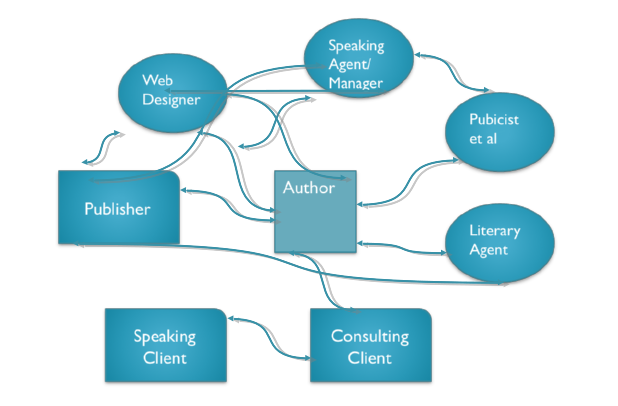 Speaking
Agent/
Manager
Web
Designer
Pubicist
et al
Author
Publisher
Literary
Agent
Speaking
Client
Consulting
Client